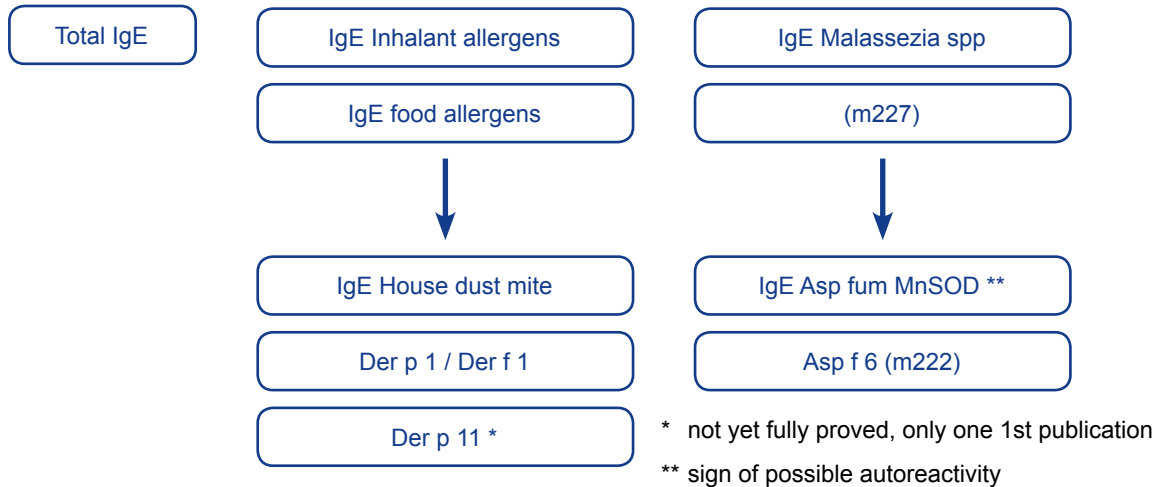 Total IgE
IgE Inhalant allergens
IgE Malassezia spp
IgE food allergens
(m227)
IgE House dust mite
IgE Asp fum MnSOD **
Der p 1 / Der f 1
Asp f 6 (m222)
Der p 11 *
* not yet fully proved, only one 1st publication
** sign of possible autoreactivity